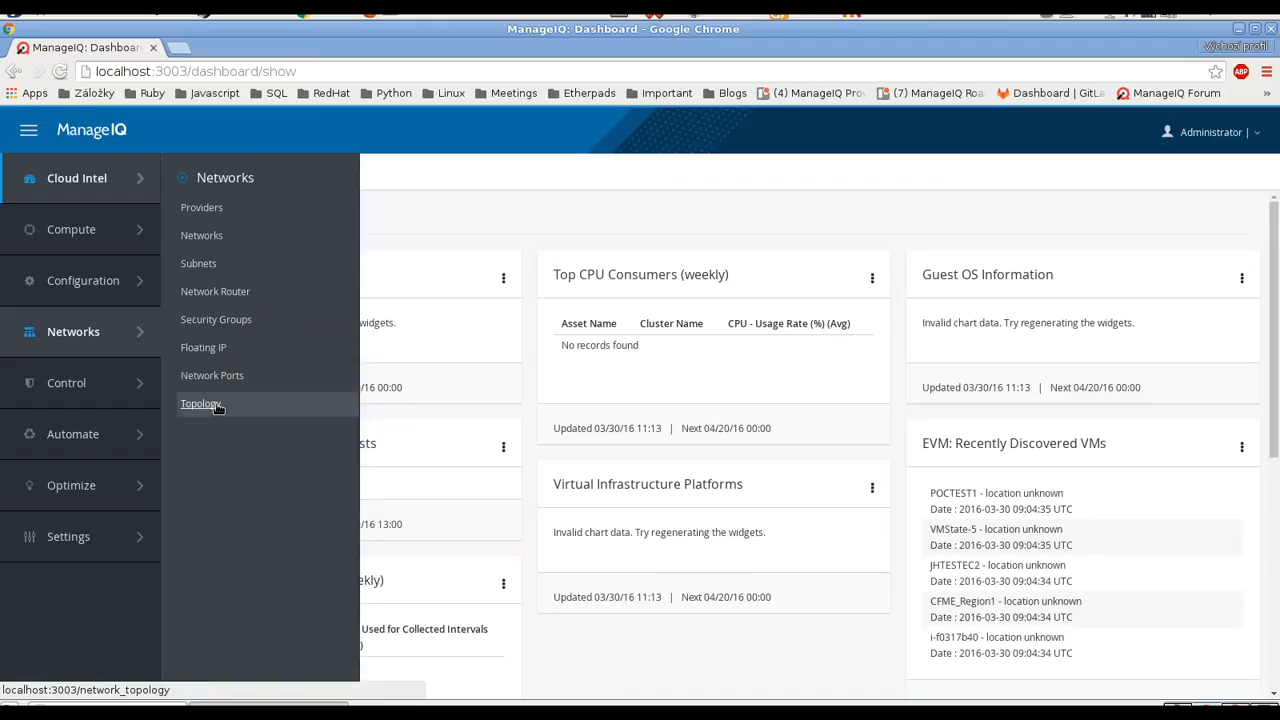 ManageIQ: Dashboard - Google Chrome
ManageIQ: Dashboar
Výchozí profil
localhost:3003/dashboard/show
ABP
Apps Záložky Ruby Javascript SQL RedHat Python Linux Meetings Etherpads Important Blogs (4) ManageIQ Pro (7) ManageIQ Roa Dashboard | GitLa ManageIQ Forum »
ManageIQ
Administrator |
Cloud Intel
Compute
Configuration
Networks
Control
Automate
Optimize
Settings
Networks
Providers
Networks
Subnets
Network Router
Security Groups
Floating IP
Network Ports
Topology
widgets.
/16 00:00
sts
/16 13:00
ekly)
Used for Collected Intervals
)
Top CPU Consumers (weekly)
Asset Name Cluster Name CPU - Usage Rate (%) (Avg)
No records found
Updated 03/30/16 11:13 | Next 04/20/16 00:00
Virtual Infrastructure Platforms
Invalid chart data. Try regenerating the widgets.
Updated 03/30/16 11:13 | Next 04/20/16 00:00
Guest OS Information
Invalid chart data. Try regenerating the widgets.
Updated 03/30/16 11:13 | Next 04/20/16 00:00
EVM: Recently Discovered VMs
POCTEST1 - location unknown
Date : 2016-03-30 09:04:35 UTC
VMState-5 - location unknown
Date : 2016-03-30 09:04:35 UTC
JHTESTEC2 - location unknown
Date : 2016-03-30 09:04:34 UTC
CFME_Region1 - location unknown
Date : 2016-03-30 09:04:34 UTC
i-f0317b40 - location unknown
Date : 2016-03-30 09:04:34 UTC
localhost:3003/network_topology